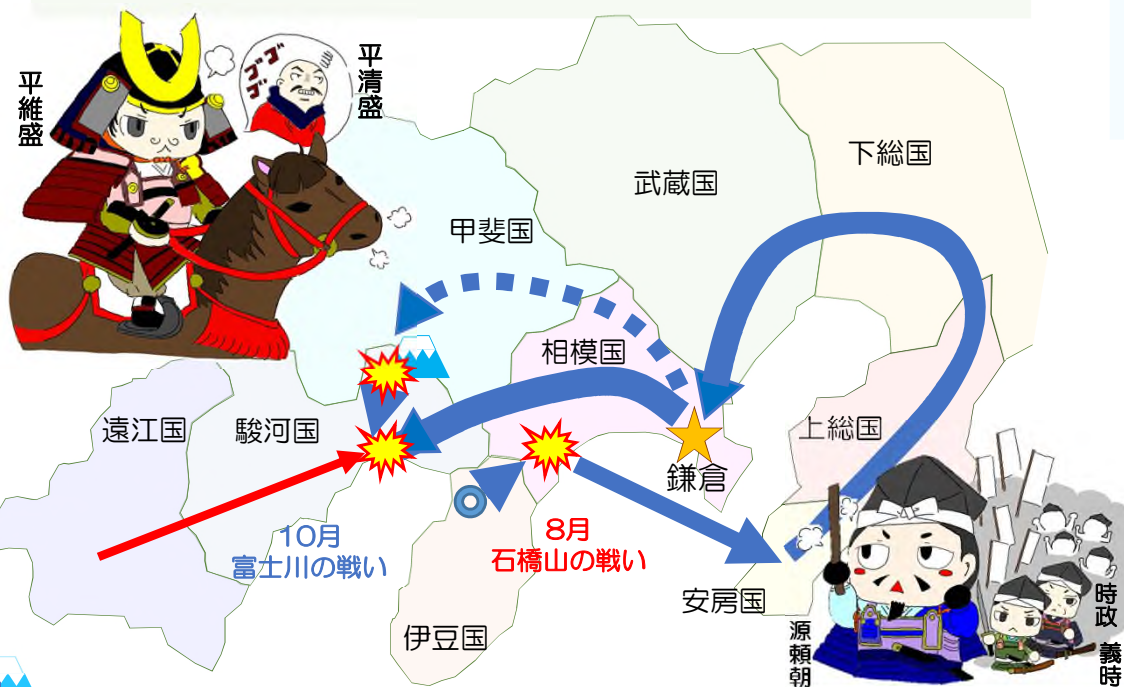 平維盛
ゴゴ
ゴ
平清盛
下総国
武蔵国
甲斐国
相模国
遠江国
駿河国
上総国
鎌倉
10月
富士川の戦い
8月
石橋山の戦い
安房国
伊豆国
源頼朝
時政
義時